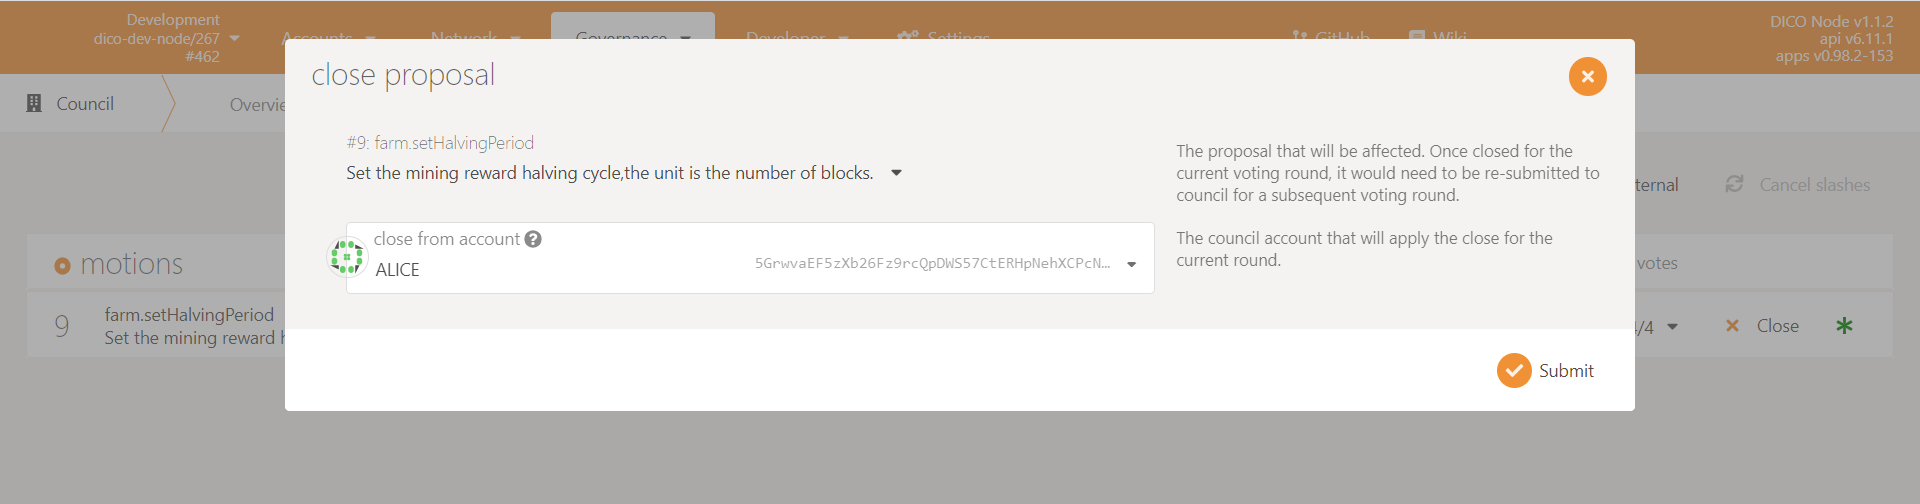 Development
dico-dev-node/267
#462
Accounts
Network
Governance
Developer
Settings
GitHub
Wiki
DICO Node v1.1.2
api v6.11.1
apps v0.98.2-153
close proposal
Council
Overvie
#9: farm.setHalvingPeriod
Set the mining reward halving cycle,the unit is the number of blocks.
The proposal that will be affected. Once closed for the
current voting round, it would need to be re-submitted to
council for a subsequent voting round.
ternal
Cancel slashes
close from account
ALICE
5GrwvaEF5zXb26Fz9rcQpDWS57CtERHpNehXCPcN…
The council account that will apply the close for the
current round.
motions
votes
9
farm.setHalvingPeriod
Set the mining reward h
/4
Close
Submit